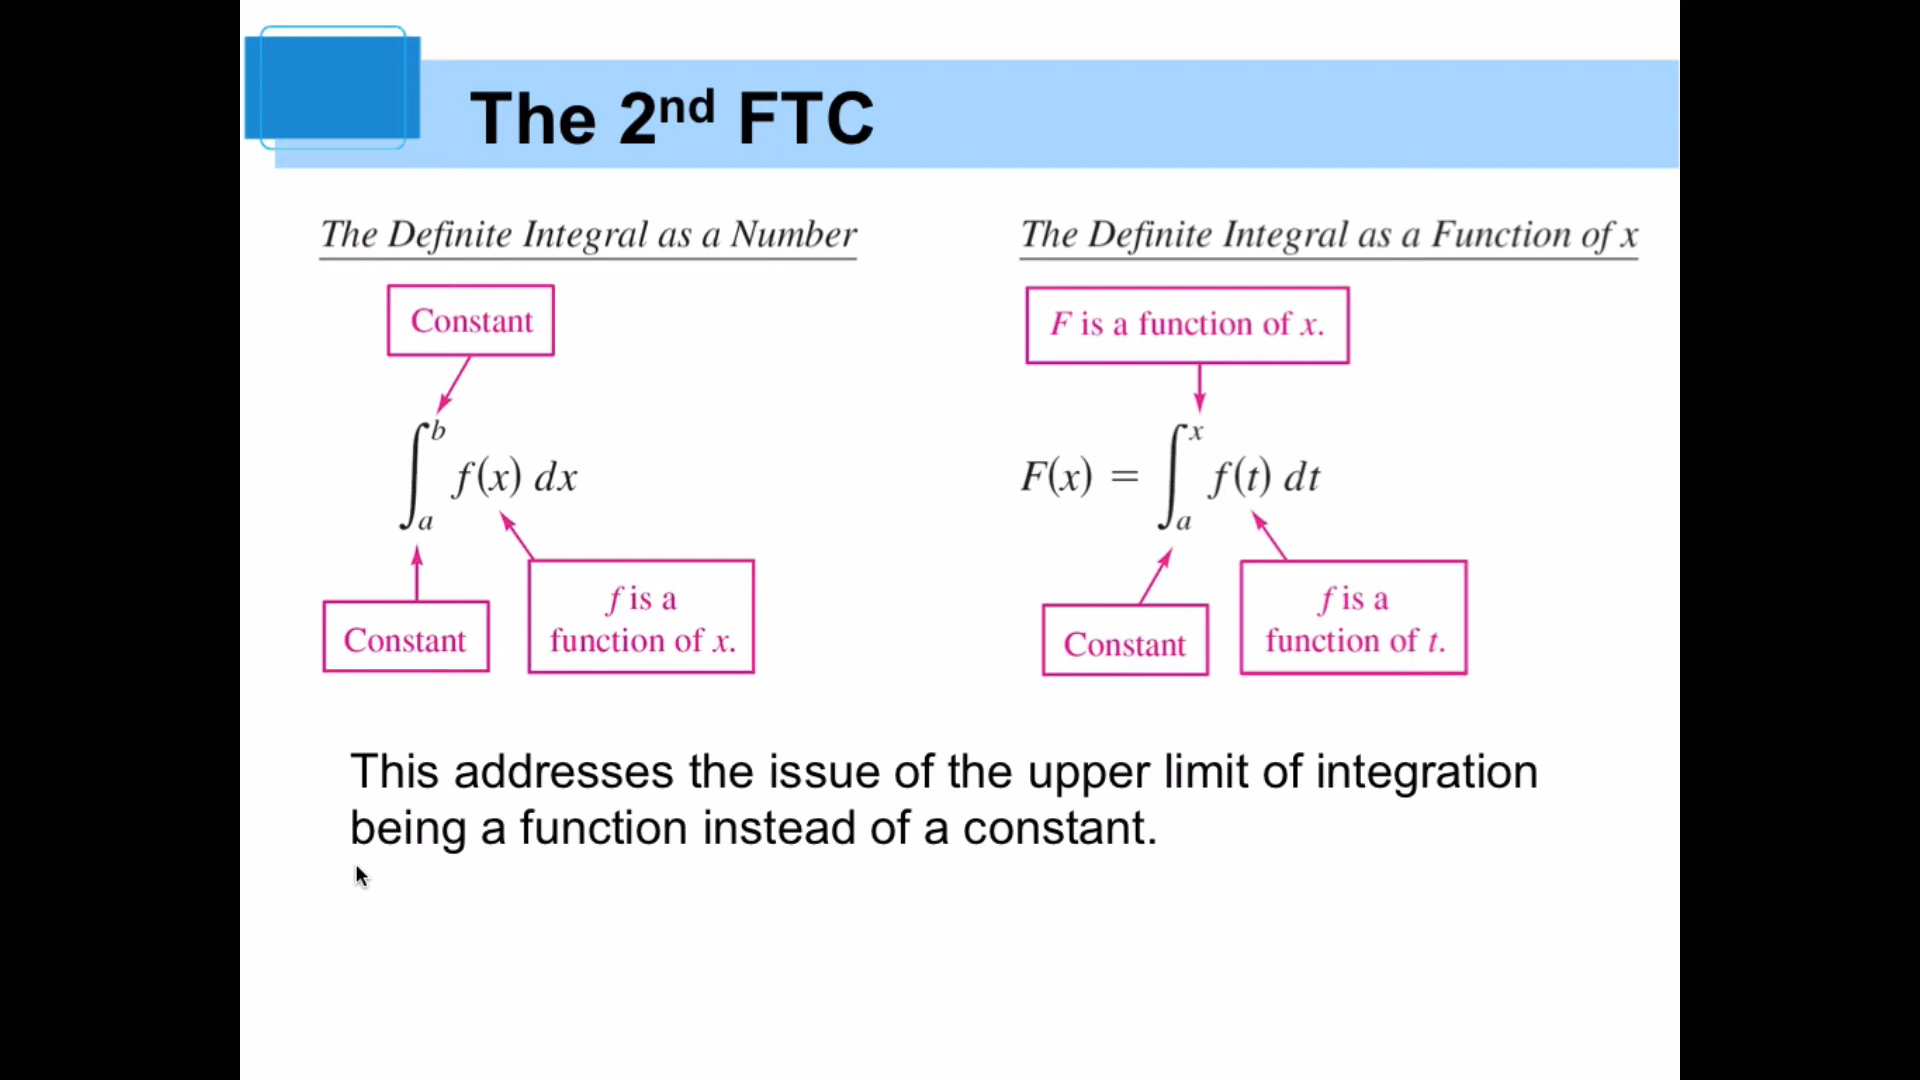 The 2nd FTC
The Definite Integral as a Number
Constant
∫_a^b f(x) dx
Constant
f is a
function of x.
The Definite Integral as a Function of x
F is a function of x.
F(x) = ∫_a^x f(t) dt
Constant
f is a
function of t.
This addresses the issue of the upper limit of integration
being a function instead of a constant.